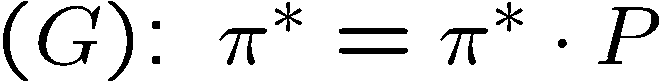 (G): π* = π* · P